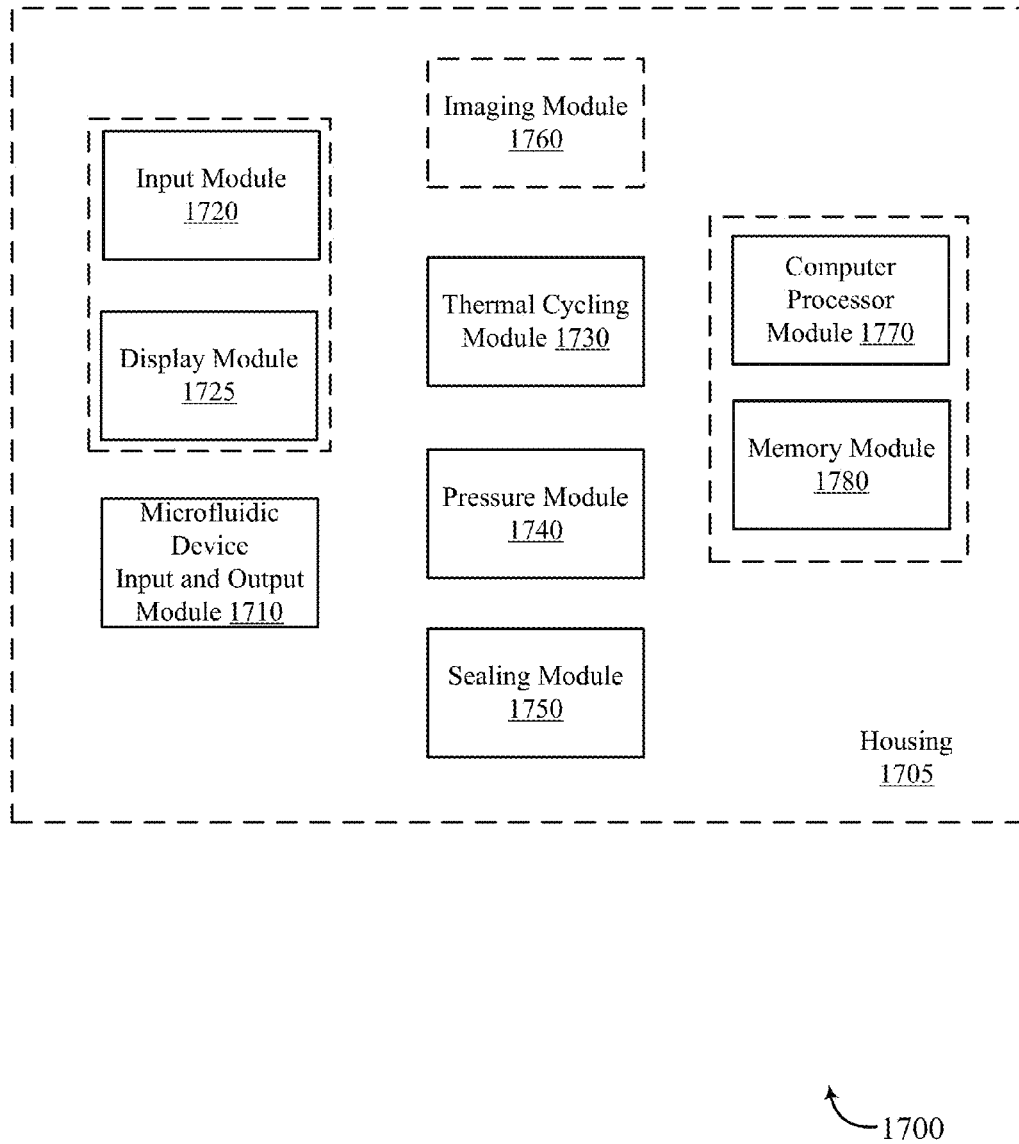 Imaging Module
1760
Input Module
1720
Display Module
1725
Microfluidic
Device
Input and Output
Module 1710
Thermal Cycling
Module 1730
Pressure Module
1740
Sealing Module
1750
Computer
Processor
Module 1770
Memory Module
1780
Housing
1705
1700